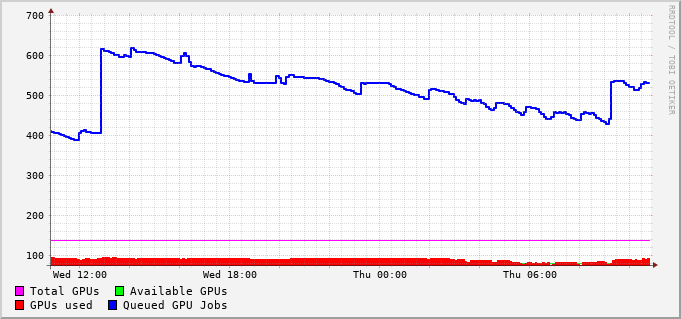 700
600
500
400
300
200
100
Wed 12:00 Wed 18:00 Thu 00:00 Thu 06:00
Total GPUs Available GPUs
GPUs used Queued GPU Jobs
RRDTOOL / TOBI OETIKER